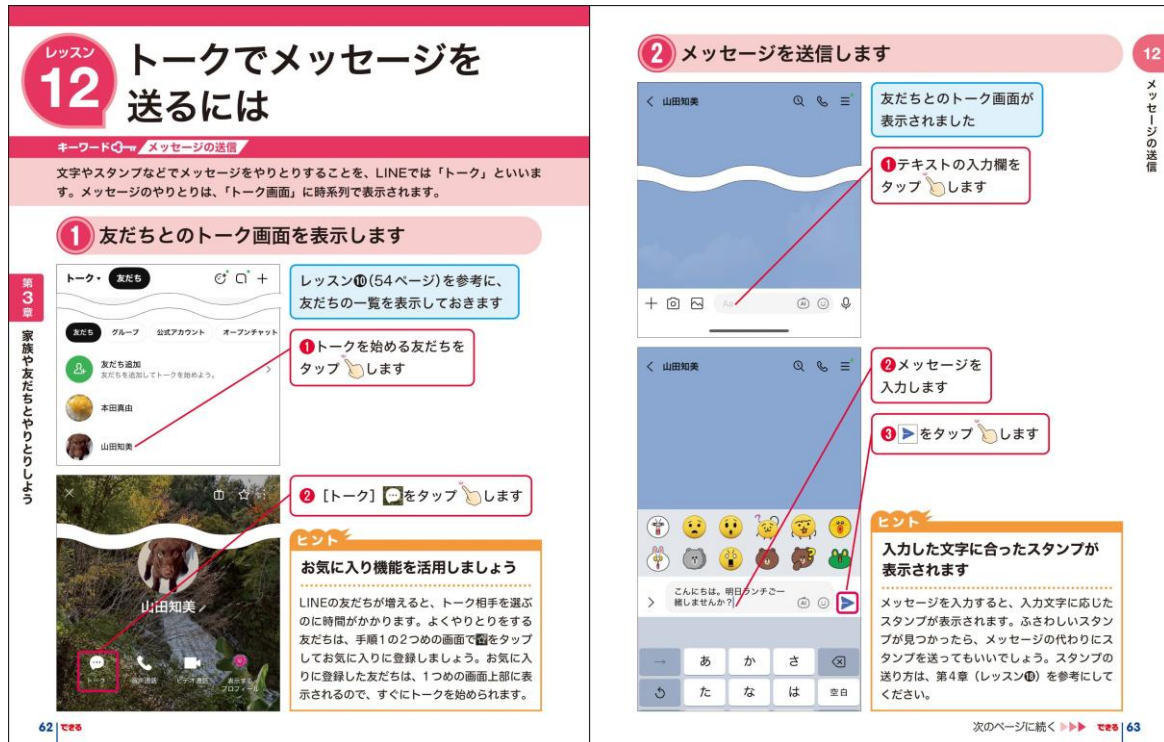 レッスン
12
トークでメッセージを
送るには
キーワード メッセージの送信
文字やスタンプなどでメッセージをやりとりすることを、LINEでは「トーク」といいま
す。メッセージのやりとりは、「トーク画面」に時系列で表示されます。
1 友だちとのトーク画面を表示します
第3章 家族や友だちとやりとりしよう
トーク 友だち
友だち グループ 公式アカウント オープンチャット
友だち追加
友だちを追加してトークを始めよう。
本田真由
山田知美
レッスン❿(54ページ)を参考に、
友だちの一覧を表示しておきます
❶トークを始める友だちを
タップします
山田知美
トーク 音声通話 ビデオ通話 表示する
プロフィール
❷［トーク］をタップします
ヒント
お気に入り機能を活用しましょう
LINEの友だちが増えると、トーク相手を選ぶ
のに時間がかかります。よくやりとりをする
友だちは、手順1の2つめの画面で☆をタップ
してお気に入りに登録しましょう。お気に入
りに登録した友だちは、1つめの画面上部に表
示されるので、すぐにトークを始められます。
62 できる
2 メッセージを送信します
12
メッセージの送信
山田知美
Aa
AI
友だちとのトーク画面が
表示されました
❶テキストの入力欄を
タップします
山田知美
こんにちは。明日ランチご一
緒しませんか?
AI
→ あ か さ
た な は 空白
❷メッセージを
入力します
❸をタップします
ヒント
入力した文字に合ったスタンプが
表示されます
メッセージを入力すると、入力文字に応じた
スタンプが表示されます。ふさわしいスタン
プが見つかったら、メッセージの代わりにス
タンプを送ってもいいでしょう。スタンプの
送り方は、第4章（レッスン）を参考にして
ください。
次のページに続く ▶▶▶ できる 63